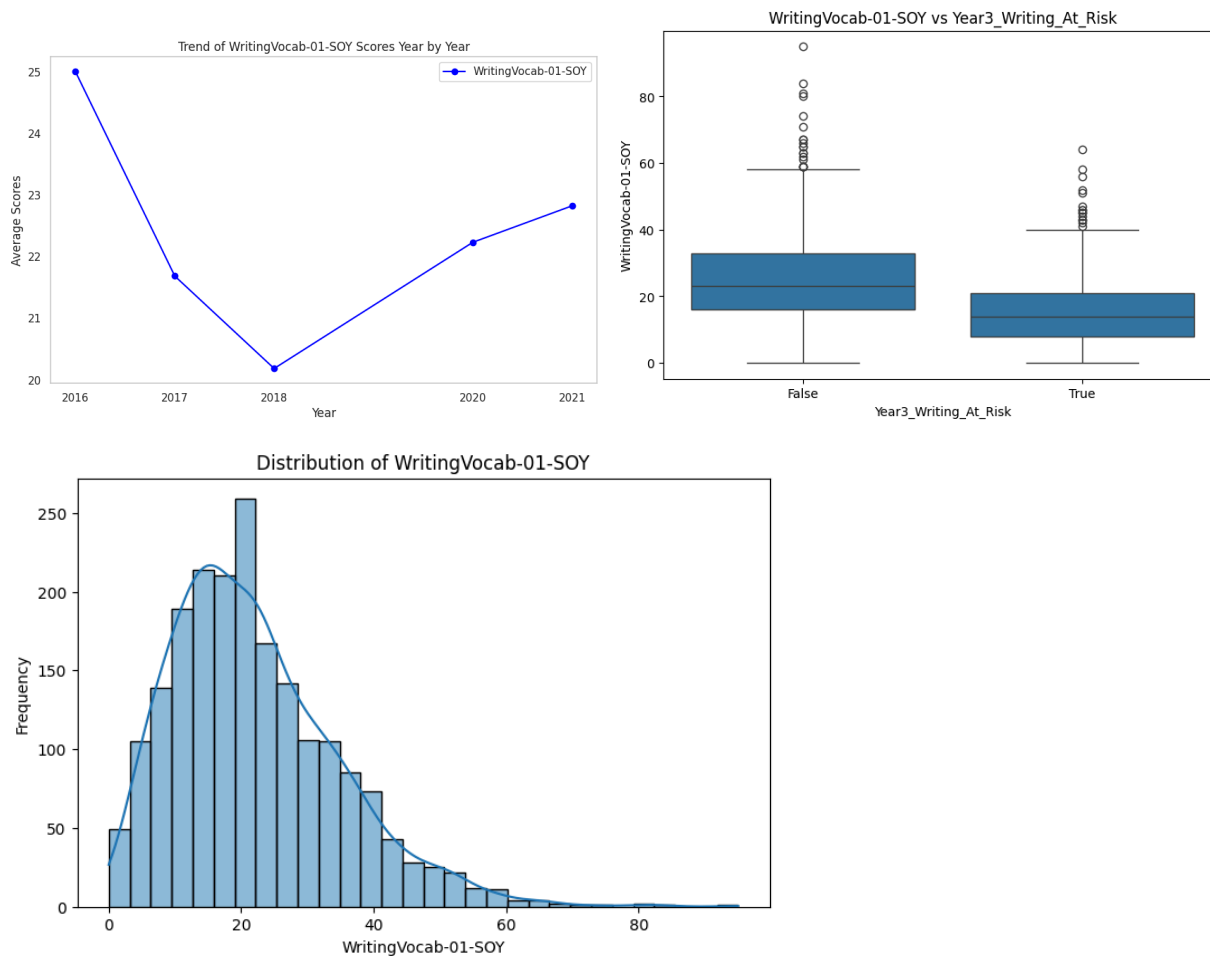 Trend of WritingVocab-01-SOY Scores Year by Year
WritingVocab-01-SOY
25
24
23
22
21
20
Average Scores
2016
2017
2018
2020
2021
Year
WritingVocab-01-SOY vs Year3_Writing_At_Risk
80
60
40
20
0
WritingVocab-01-SOY
False
True
Year3_Writing_At_Risk
Distribution of WritingVocab-01-SOY
250
200
150
100
50
0
Frequency
0
20
40
60
80
WritingVocab-01-SOY